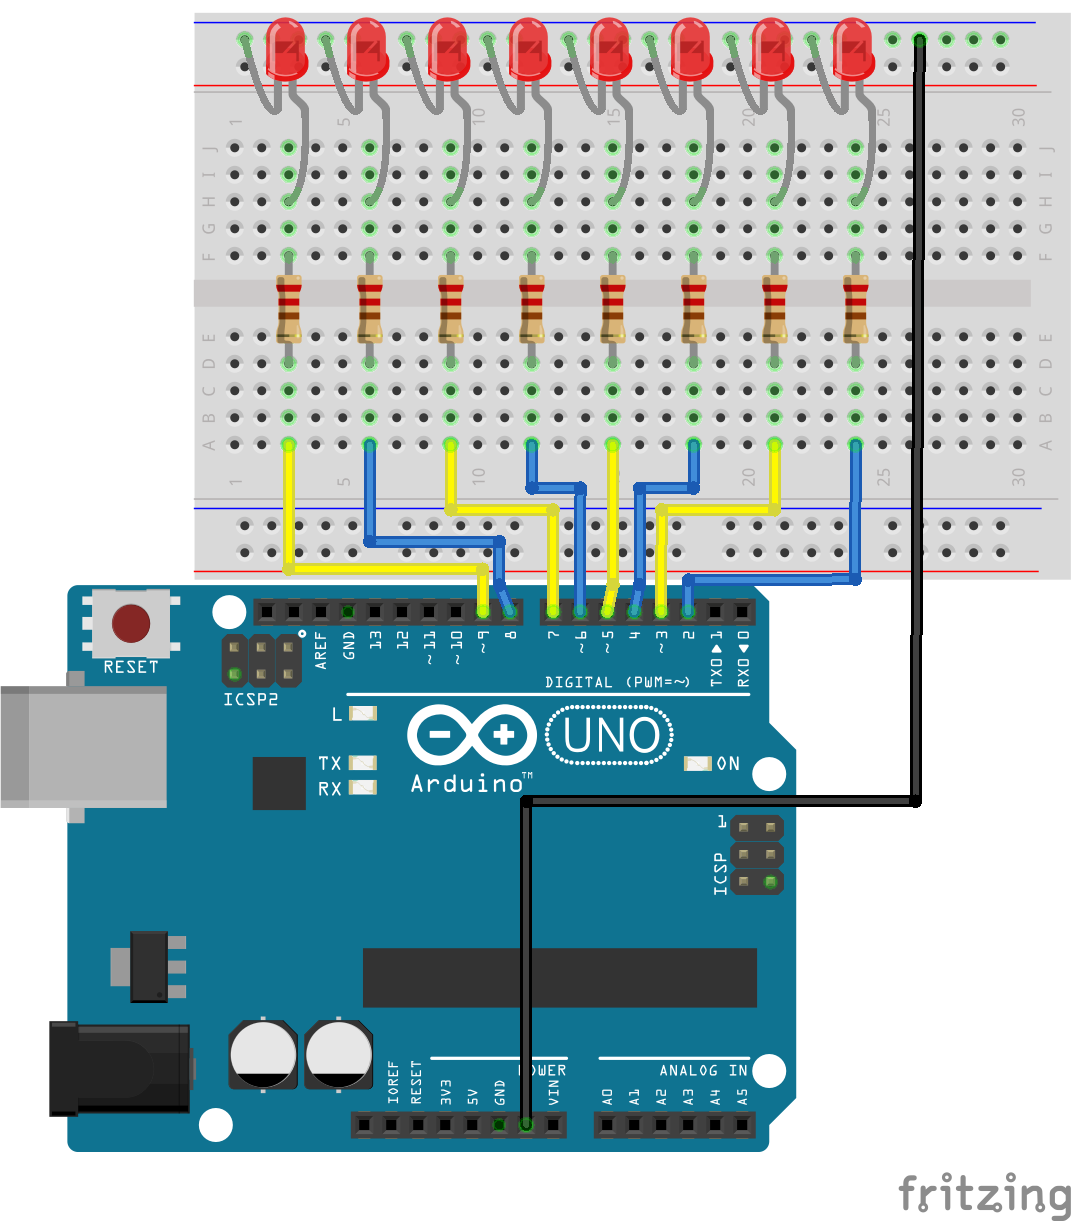 1 5 10 15 20 25 30
J J
I I
H H
G G
F F
E E
D D
C C
B B
A A
1 5 10 20 25 30
RESET
AREF GND 13 12 ~11 ~10 ~9 8 7 ~6 ~5 4 ~3 2 TX0▶1 RX0◀0
ICSP2
DIGITAL (PWM=~)
L
TX
RX
Arduino™
UNO
ON
1
ICSP
POWER
ANALOG IN
IOREF RESET 3V3 5V GND VIN A0 A1 A2 A3 A4 A5
fritzing